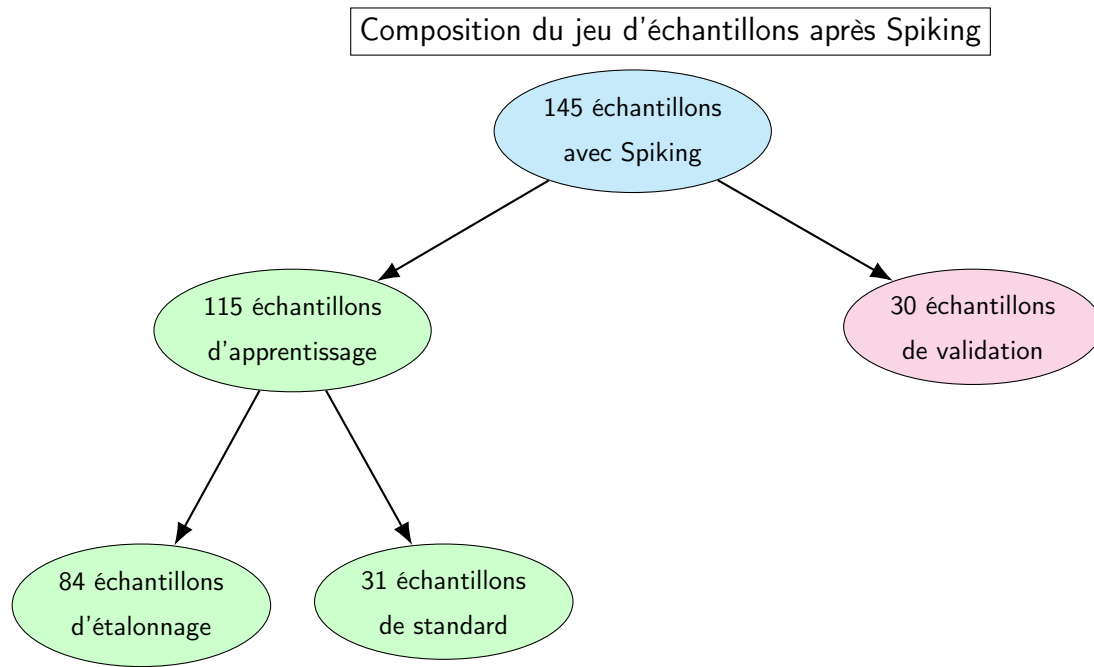 Composition du jeu d'échantillons après Spiking
145 échantillons
avec Spiking
115 échantillons
d'apprentissage
30 échantillons
de validation
84 échantillons
d'étalonnage
31 échantillons
de standard